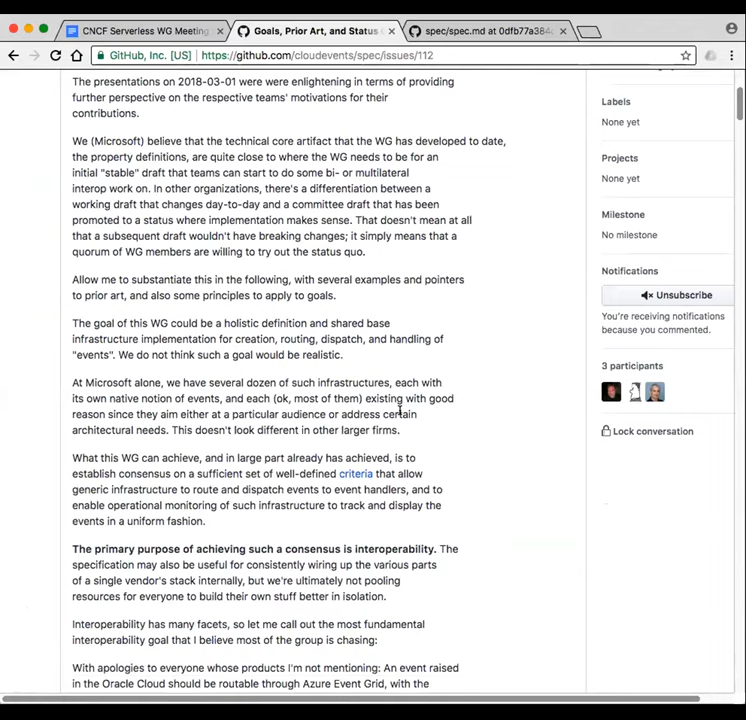 CNCF Serverless WG Meeting
Goals, Prior Art, and Status
spec/spec.md at 0dfb77a384
GitHub, Inc. [US]
https://github.com/cloudevents/spec/issues/112
The presentations on 2018-03-01 were were enlightening in terms of providing
further perspective on the respective teams' motivations for their
contributions.
We (Microsoft) believe that the technical core artifact that the WG has developed to date,
the property definitions, are quite close to where the WG needs to be for an
initial "stable" draft that teams can start to do some bi- or multilateral
interop work on. In other organizations, there's a differentiation between a
working draft that changes day-to-day and a committee draft that has been
promoted to a status where implementation makes sense. That doesn't mean at all
that a subsequent draft wouldn't have breaking changes; it simply means that a
quorum of WG members are willing to try out the status quo.
Allow me to substantiate this in the following, with several examples and pointers
to prior art, and also some principles to apply to goals.
The goal of this WG could be a holistic definition and shared base
infrastructure implementation for creation, routing, dispatch, and handling of
"events". We do not think such a goal would be realistic.
At Microsoft alone, we have several dozen of such infrastructures, each with
its own native notion of events, and each (ok, most of them) existing with good
reason since they aim either at a particular audience or address certain
architectural needs. This doesn't look different in other larger firms.
What this WG can achieve, and in large part already has achieved, is to
establish consensus on a sufficient set of well-defined criteria that allow
generic infrastructure to route and dispatch events to event handlers, and to
enable operational monitoring of such infrastructure to track and display the
events in a uniform fashion.
The primary purpose of achieving such a consensus is interoperability. The
specification may also be useful for consistently wiring up the various parts
of a single vendor's stack internally, but we're ultimately not pooling
resources for everyone to build their own stuff better in isolation.
Interoperability has many facets, so let me call out the most fundamental
interoperability goal that I believe most of the group is chasing:
With apologies to everyone whose products I'm not mentioning: An event raised
in the Oracle Cloud should be routable through Azure Event Grid, with the
Labels
None yet
Projects
None yet
Milestone
No milestone
Notifications
Unsubscribe
You're receiving notifications
because you commented.
3 participants
Lock conversation